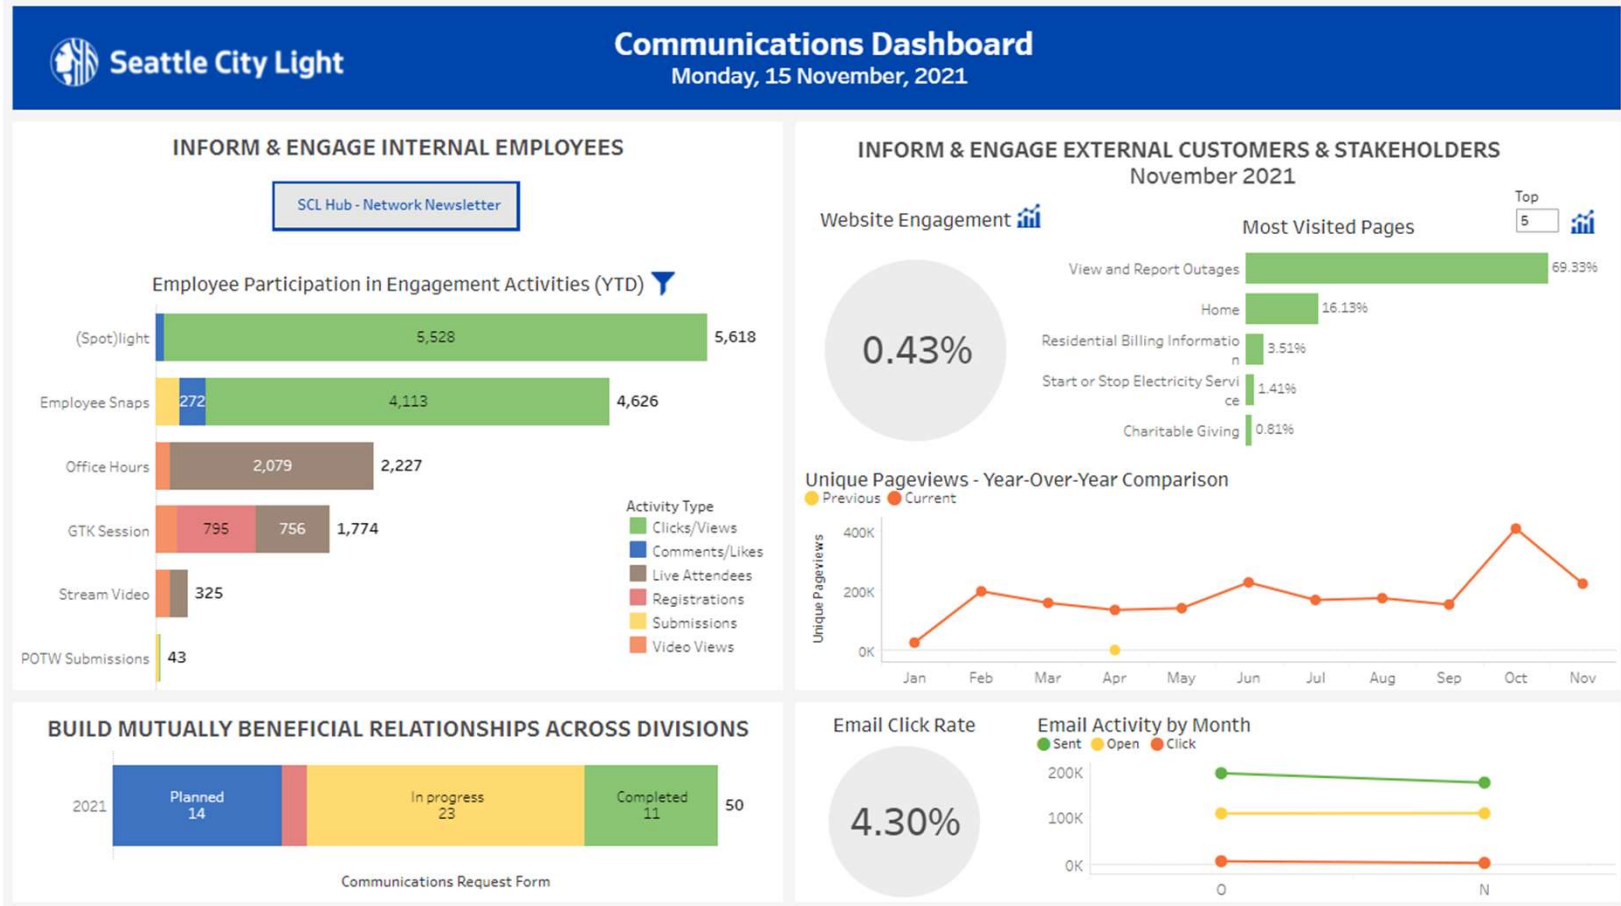 Seattle City Light
Communications Dashboard
Monday, 15 November, 2021
INFORM & ENGAGE INTERNAL EMPLOYEES
SCL Hub - Network Newsletter
Employee Participation in Engagement Activities (YTD)
(Spot)light
5,528
5,618
Employee Snaps
272
4,113
4,626
Office Hours
2,079
2,227
GTK Session
795
756
1,774
Stream Video
325
POTW Submissions
43
Activity Type
Clicks/Views
Comments/Likes
Live Attendees
Registrations
Submissions
Video Views
INFORM & ENGAGE EXTERNAL CUSTOMERS & STAKEHOLDERS
November 2021
Website Engagement
0.43%
Most Visited Pages
Top
5
View and Report Outages
69.33%
Home
16.13%
Residential Billing Informatio
n
3.51%
Start or Stop Electricity Servi
ce
1.41%
Charitable Giving
0.81%
Unique Pageviews - Year-Over-Year Comparison
Previous
Current
Unique Pageviews
400K
200K
0K
Jan
Feb
Mar
Apr
May
Jun
Jul
Aug
Sep
Oct
Nov
BUILD MUTUALLY BENEFICIAL RELATIONSHIPS ACROSS DIVISIONS
2021
Planned
14
In progress
23
Completed
11
50
Communications Request Form
Email Click Rate
4.30%
Email Activity by Month
Sent
Open
Click
200K
100K
0K
O
N